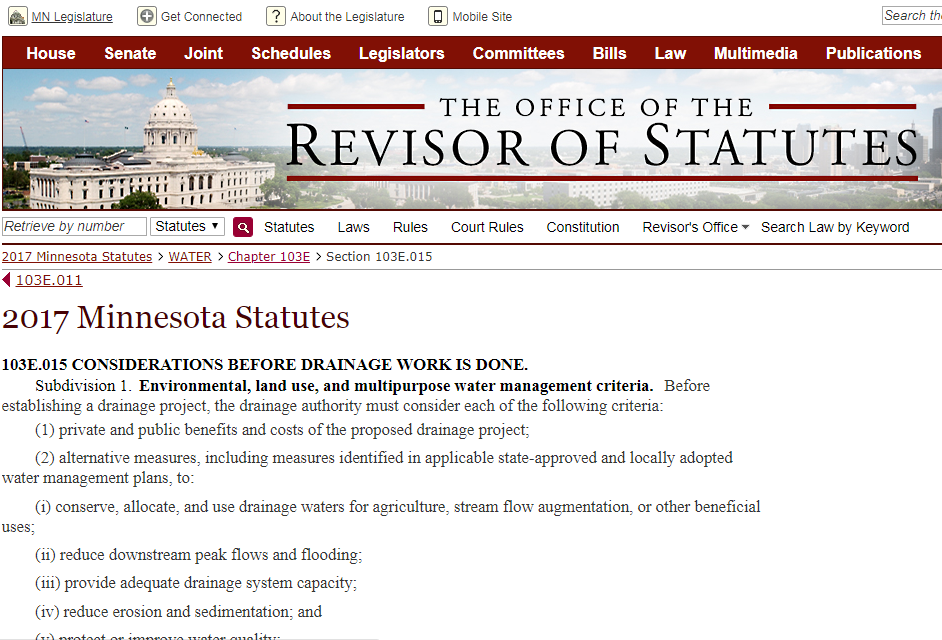 MN Legislature Get Connected ? About the Legislature Mobile Site Search th
House Senate Joint Schedules Legislators Committees Bills Law Multimedia Publications
THE OFFICE OF THE
REVISOR OF STATUTES
Retrieve by number Statutes ▼ Statutes Laws Rules Court Rules Constitution Revisor's Office Search Law by Keyword
2017 Minnesota Statutes > WATER > Chapter 103E > Section 103E.015
103E.011
2017 Minnesota Statutes
103E.015 CONSIDERATIONS BEFORE DRAINAGE WORK IS DONE.
Subdivision 1. Environmental, land use, and multipurpose water management criteria. Before
establishing a drainage project, the drainage authority must consider each of the following criteria:
(1) private and public benefits and costs of the proposed drainage project;
(2) alternative measures, including measures identified in applicable state-approved and locally adopted
water management plans, to:
(i) conserve, allocate, and use drainage waters for agriculture, stream flow augmentation, or other beneficial
uses;
(ii) reduce downstream peak flows and flooding;
(iii) provide adequate drainage system capacity;
(iv) reduce erosion and sedimentation; and
(v) protect or improve water quality;